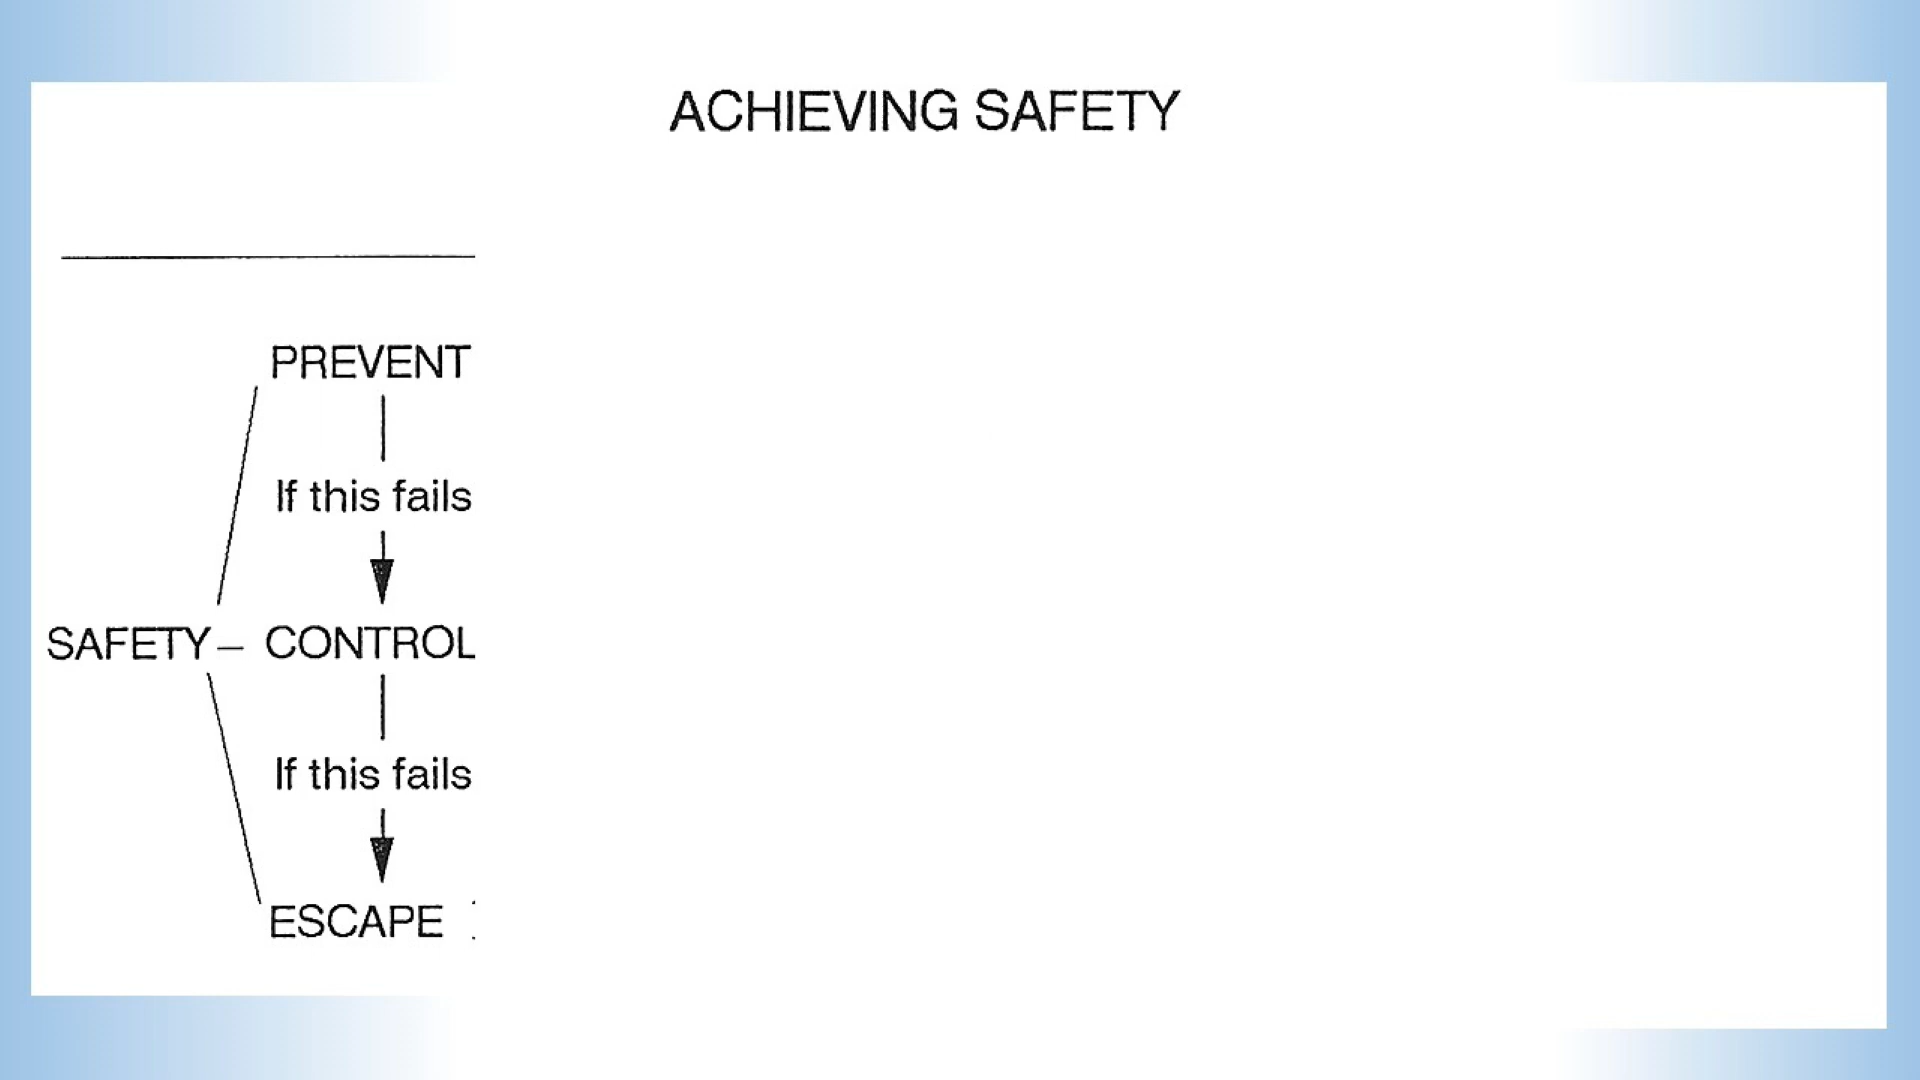 ACHIEVING SAFETY
PREVENT
If this fails
SAFETY – CONTROL
If this fails
ESCAPE